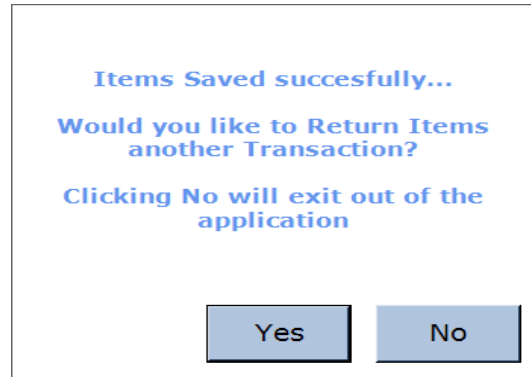 Items Saved succesfully...
Would you like to Return Items
another Transaction?
Clicking No will exit out of the
application
Yes
No